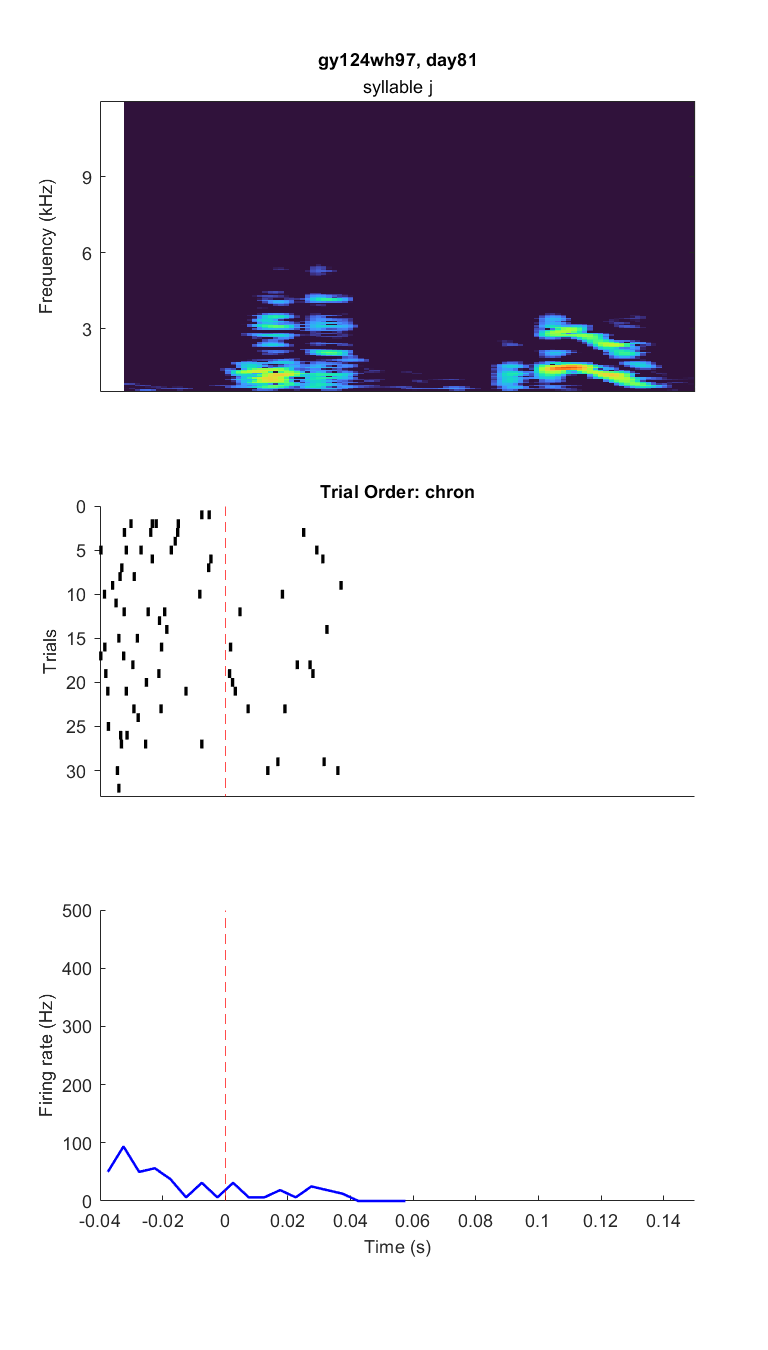 gy124wh97, day81
syllable j
9
6
3
Frequency (kHz)
Trial Order: chron
0
5
10
15
20
25
30
Trials
500
400
300
200
100
0
Firing rate (Hz)
-0.04 -0.02 0 0.02 0.04 0.06 0.08 0.1 0.12 0.14
Time (s)